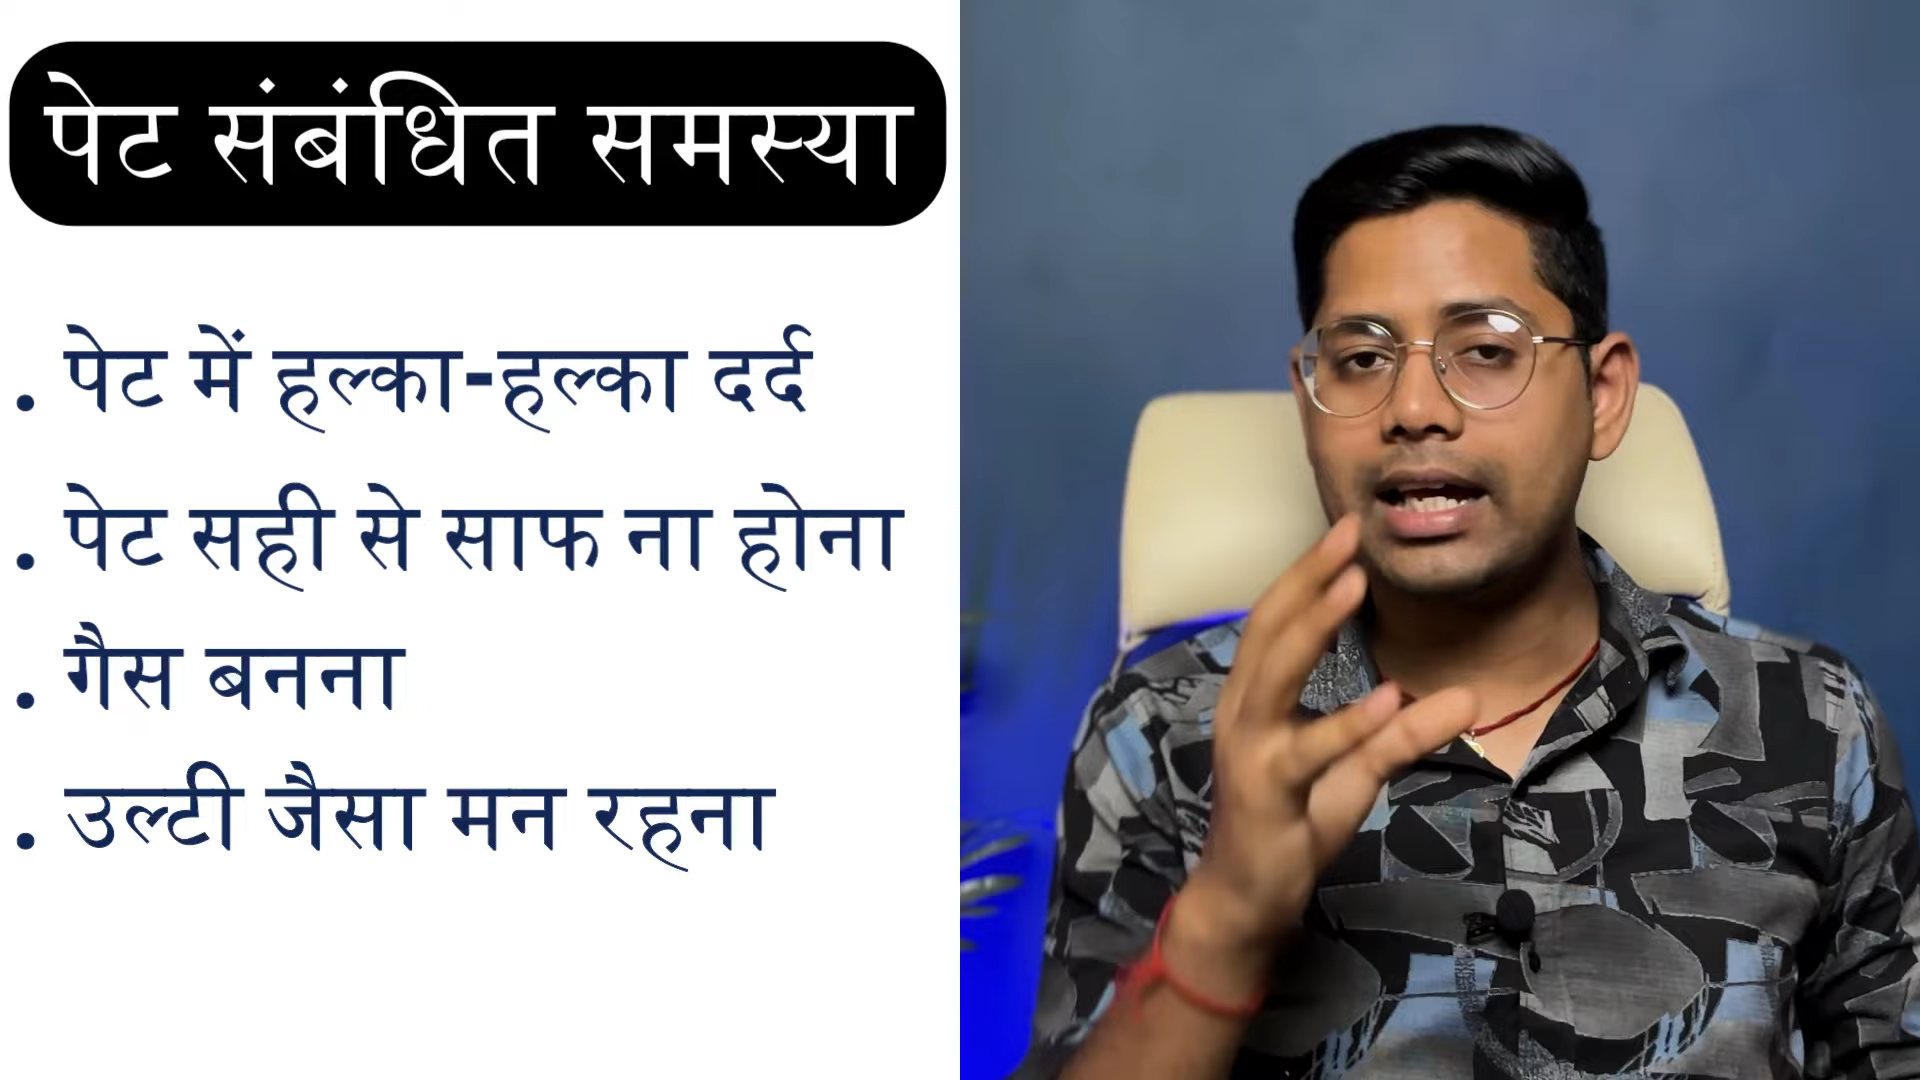 पेट संबंधित समस्या
. पेट में हल्का-हल्का दर्द
. पेट सही से साफ ना होना
. गैस बनना
. उल्टी जैसा मन रहना